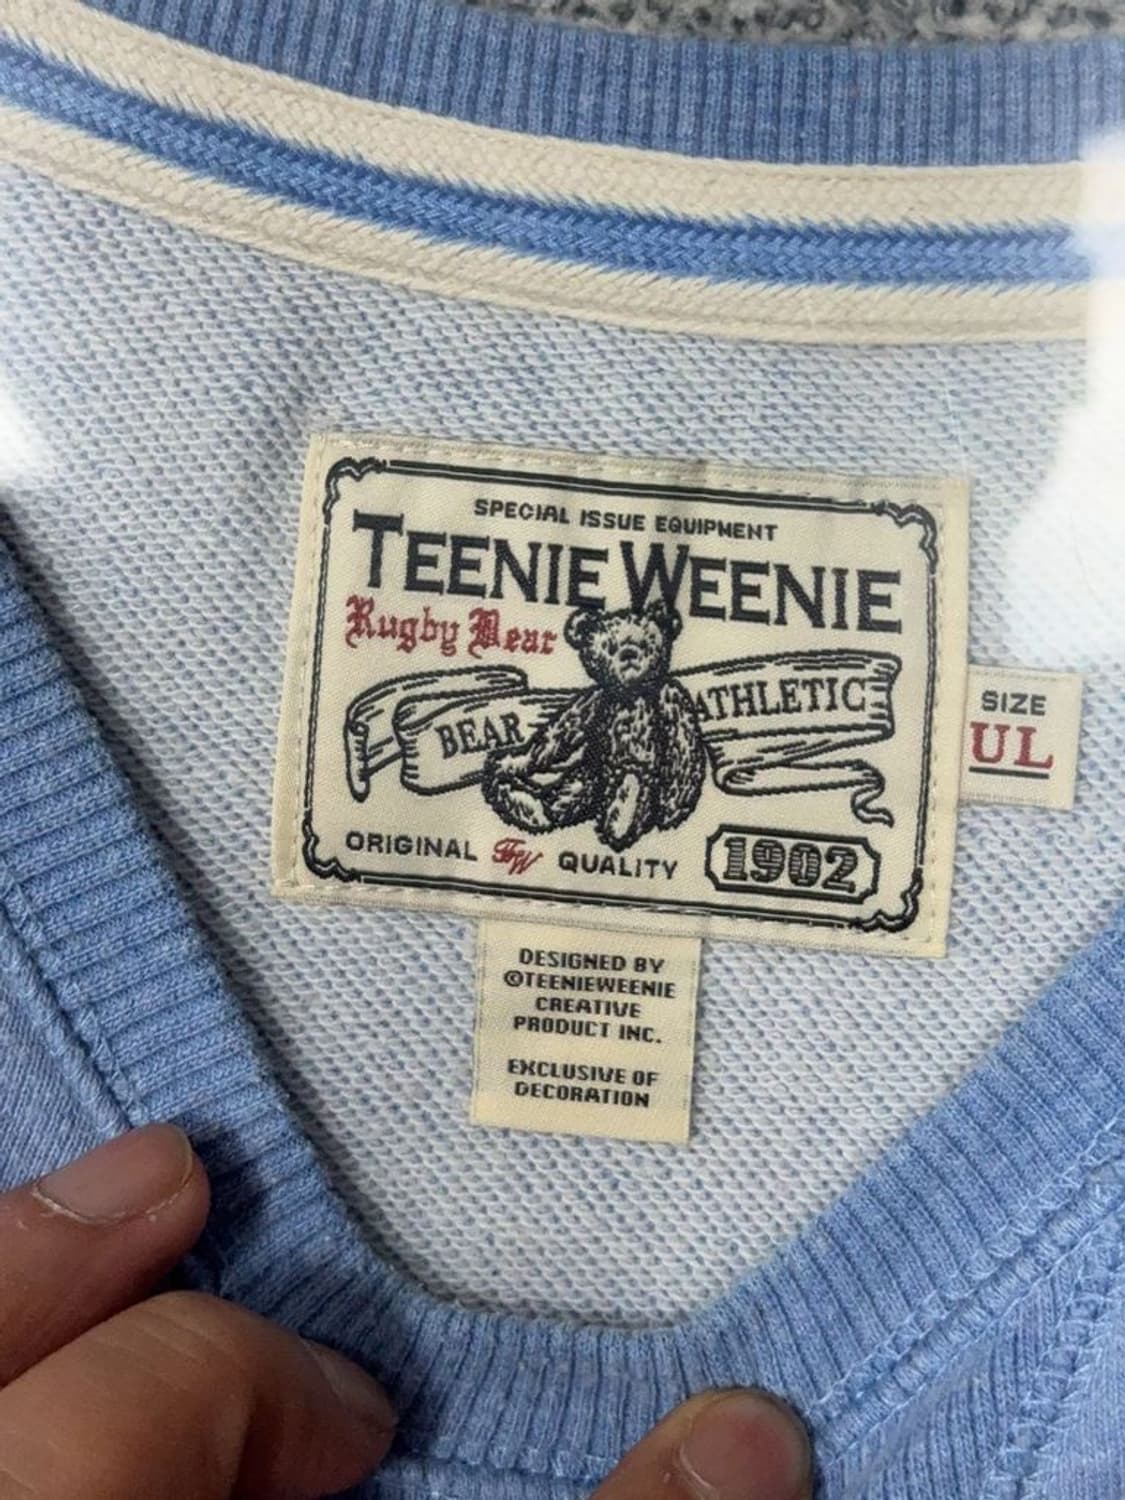 SPECIAL ISSUE EQUIPMENT
TEENIE WEENIE
Rugby Bear
BEAR ATHLETIC
ORIGINAL TW QUALITY 1902
SIZE
UL
DESIGNED BY
©TEENIEWEENIE
CREATIVE
PRODUCT INC.
EXCLUSIVE OF
DECORATION